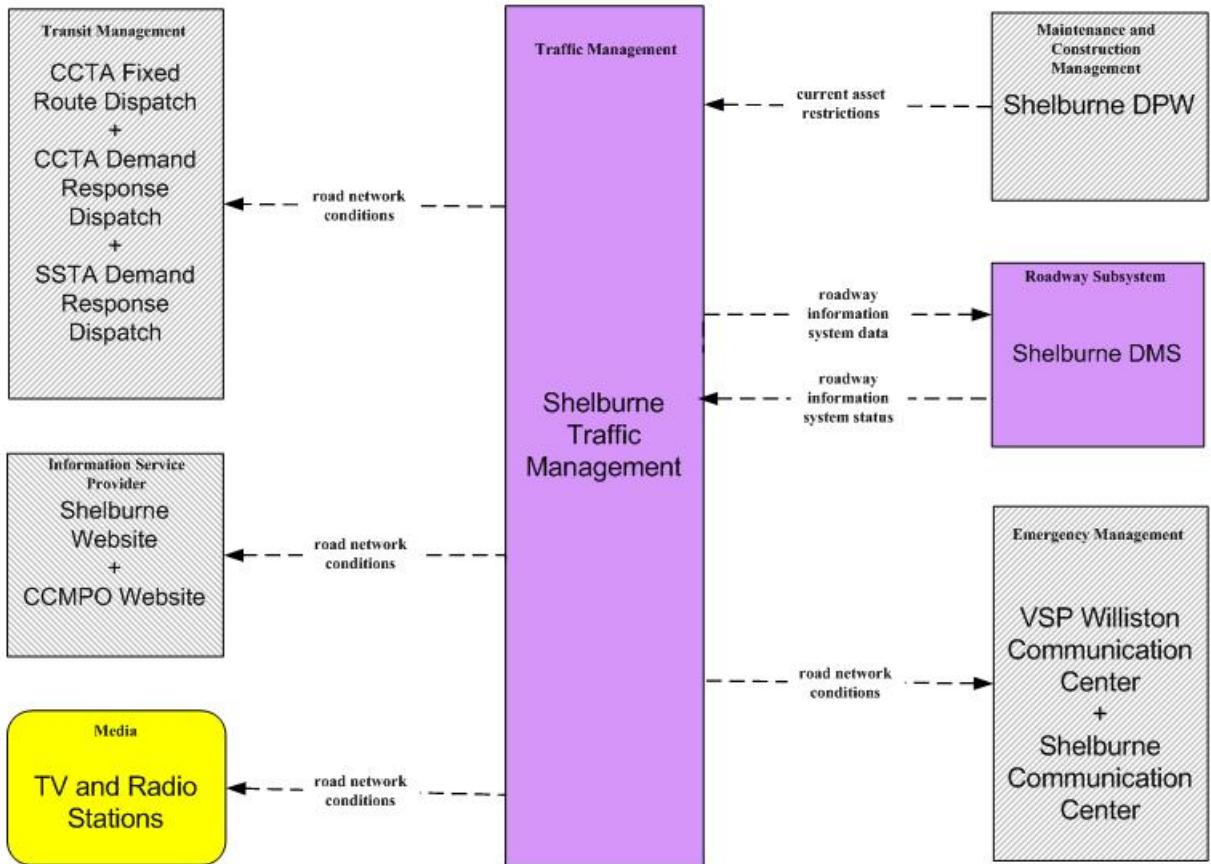 Transit Management
CCTA Fixed
Route Dispatch
+
CCTA Demand
Response
Dispatch
+
SSTA Demand
Response
Dispatch
road network
conditions
Information Service
Provider
Shelburne
Website
+
CCMPO Website
road network
conditions
Media
TV and Radio
Stations
road network
conditions
Traffic Management
Shelburne
Traffic
Management
current asset
restrictions
Maintenance and
Construction
Management
Shelburne DPW
roadway
information
system data
roadway
information
system status
Roadway Subsystem
Shelburne DMS
road network
conditions
Emergency Management
VSP Williston
Communication
Center
+
Shelburne
Communication
Center